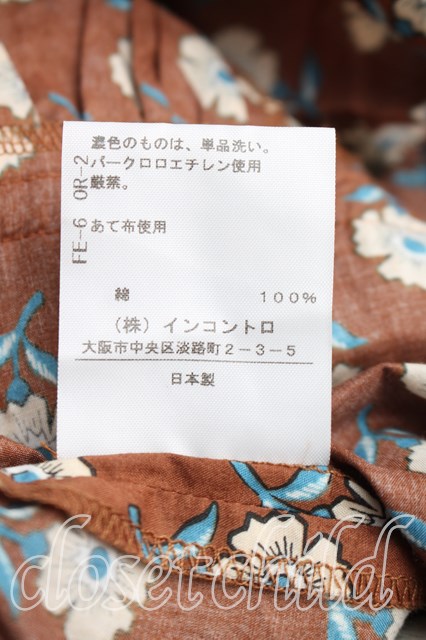 濃色のものは、単品洗い。
パークロロエチレン使用
厳禁。
あて布使用
FE-6 OR-2
綿 100%
(株)インコントロ
大阪市中央区淡路町2-3-5
日本製
closetchild